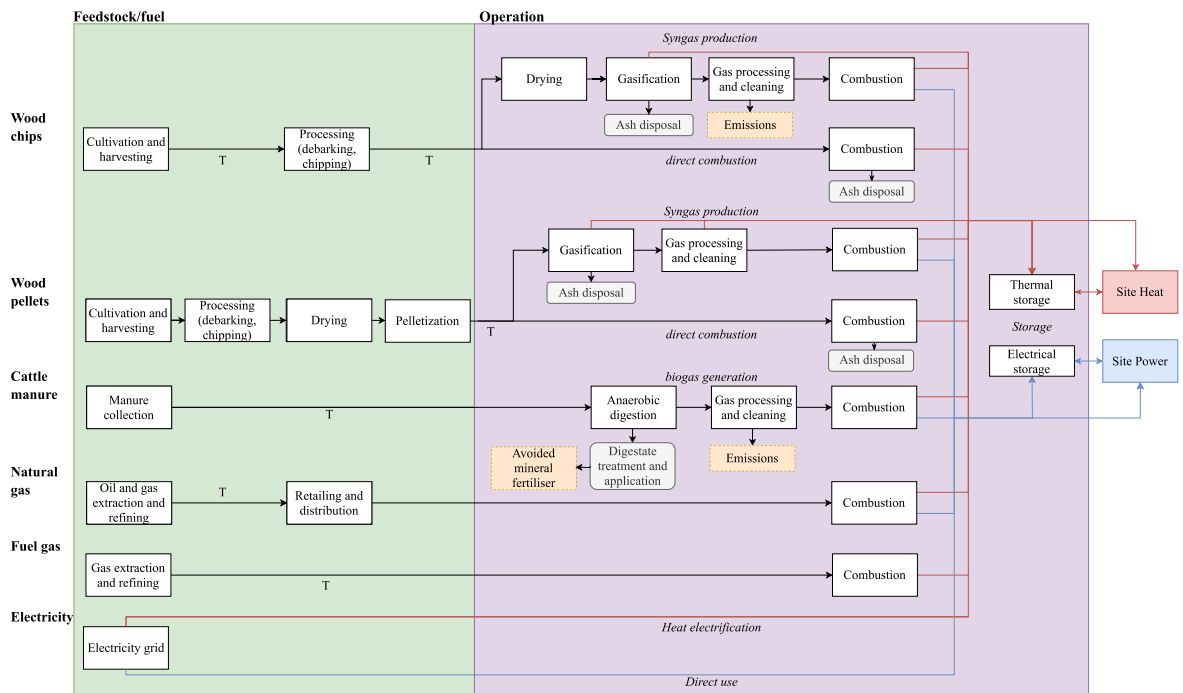 Feedstock/fuel
Operation
Wood
chips
Syngas production
Drying
Gasification
Gas processing
and cleaning
Combustion
Ash disposal
Emissions
Cultivation and
harvesting
T
Processing
(debarking,
chipping)
T
direct combustion
Combustion
Ash disposal
Wood
pellets
Syngas production
Gasification
Gas processing
and cleaning
Combustion
Ash disposal
Cultivation and
harvesting
Processing
(debarking,
chipping)
Drying
Pelletization
T
direct combustion
Combustion
Ash disposal
Thermal
storage
Site Heat
Storage
Electrical
storage
Site Power
Cattle
manure
biogas generation
Manure
collection
T
Anaerobic
digestion
Gas processing
and cleaning
Combustion
Avoided
mineral
fertiliser
Digestate
treatment and
application
Emissions
Natural
gas
Oil and gas
extraction and
refining
T
Retailing and
distribution
Combustion
Fuel gas
Gas extraction
and refining
T
Combustion
Electricity
Electricity grid
Heat electrification
Direct use